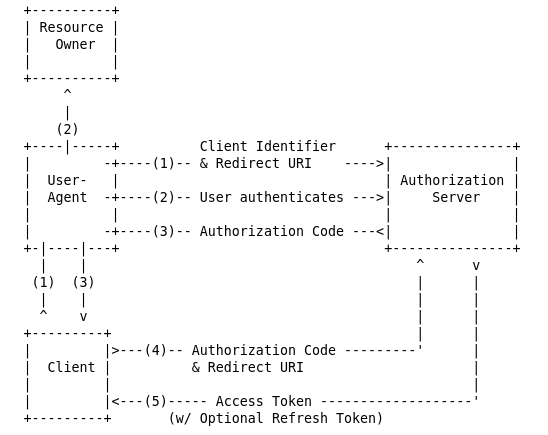 +----------+
| Resource |
|   Owner  |
|          |
+----------+
     ^
     |
    (2)
+----|-----+          Client Identifier      +---------------+
|         -+----(1)-- & Redirect URI    ---->|               |
|  User-   |                                 | Authorization |
|  Agent  -+----(2)-- User authenticates --->|     Server    |
|          |                                 |               |
|         -+----(3)-- Authorization Code ---<|               |
+-|----|---+                                 +---------------+
  |    |                                         ^      v
 (1)  (3)                                        |      |
  |    |                                         |      |
  ^    v                                         |      |
+---------+                                      |      |
|         |>---(4)-- Authorization Code ---------'      |
|  Client |          & Redirect URI                     |
|         |                                             |
|         |<---(5)----- Access Token -------------------'
+---------+       (w/ Optional Refresh Token)